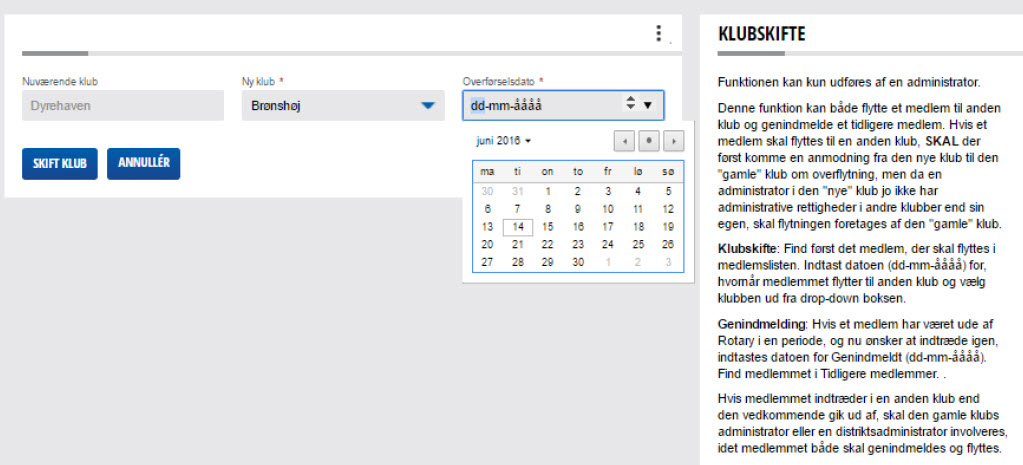 Nuværende klub
Ny klub *
Overførselsdato *
Dyrehaven
Brønshøj
dd-mm-åååå
SKIFT KLUB
ANNULLÉR
juni 2016
ma ti on to fr lø sø
30 31 1 2 3 4 5
6 7 8 9 10 11 12
13 14 15 16 17 18 19
20 21 22 23 24 25 26
27 28 29 30 1 2 3
KLUBSKIFTE
Funktionen kan kun udføres af en administrator.
Denne funktion kan både flytte et medlem til anden
klub og genindmelde et tidligere medlem. Hvis et
medlem skal flyttes til en anden klub, SKAL der
først komme en anmodning fra den nye klub til den
"gamle" klub om overflytning, men da en
administrator i den "nye" klub jo ikke har
administrative rettigheder i andre klubber end sin
egen, skal flytningen foretages af den "gamle" klub.
Klubskifte: Find først det medlem, der skal flyttes i
medlemslisten. Indtast datoen (dd-mm-åååå) for,
hvornår medlemmet flytter til anden klub og vælg
klubben ud fra drop-down boksen.
Genindmelding: Hvis et medlem har været ude af
Rotary i en periode, og nu ønsker at indtræde igen,
indtastes datoen for Genindmeldt (dd-mm-åååå).
Find medlemmet i Tidligere medlemmer. .
Hvis medlemmet indtræder i en anden klub end
den vedkommende gik ud af, skal den gamle klubs
administrator eller en distriktsadministrator involveres,
idet medlemmet både skal genindmeldes og flyttes.